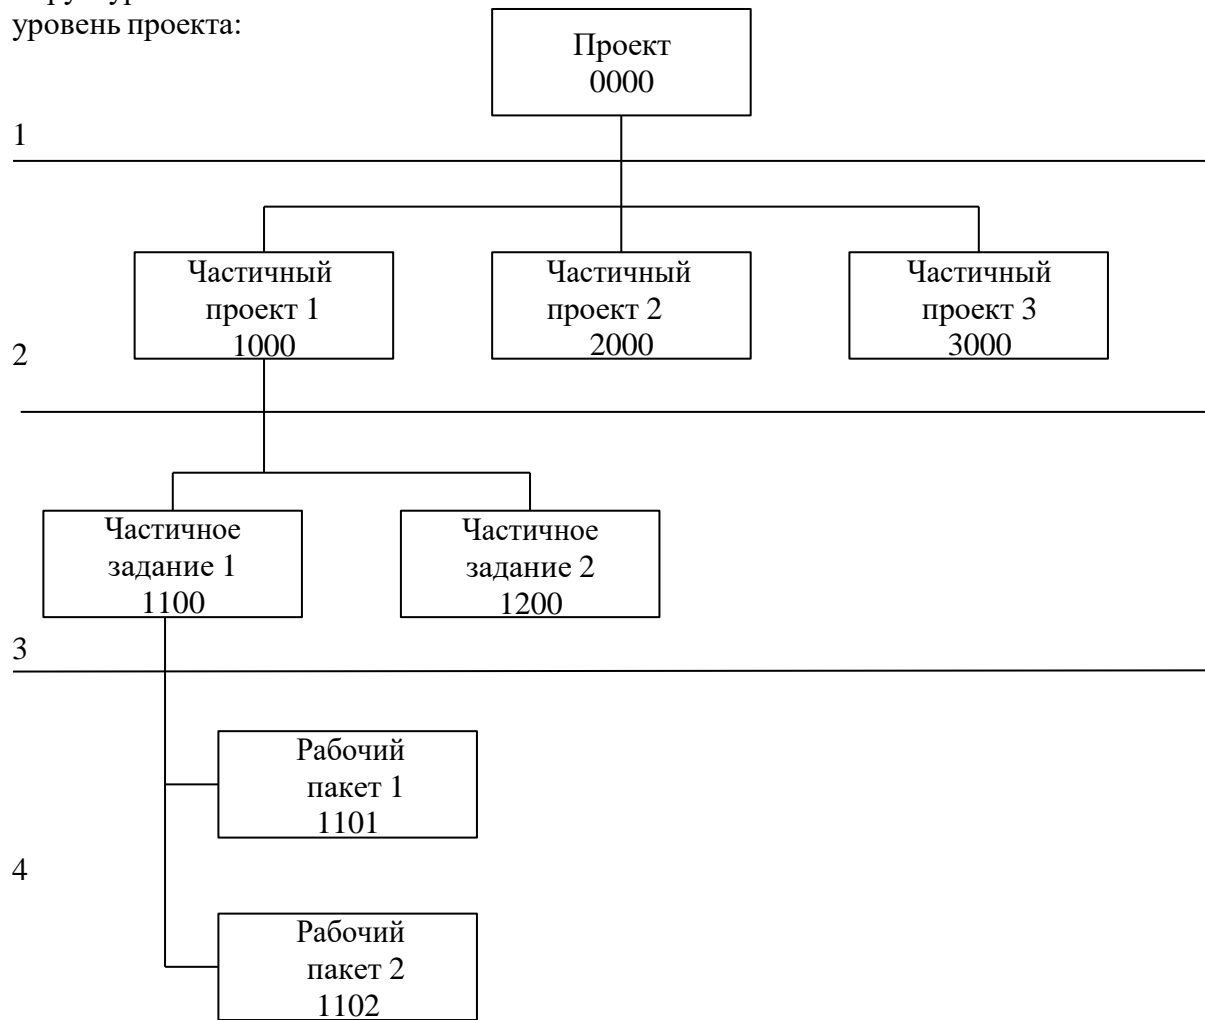 уровень проекта:
Проект
0000
1
Частичный
проект 1
1000
Частичный
проект 2
2000
Частичный
проект 3
3000
2
Частичное
задание 1
1100
Частичное
задание 2
1200
3
Рабочий
пакет 1
1101
4
Рабочий
пакет 2
1102